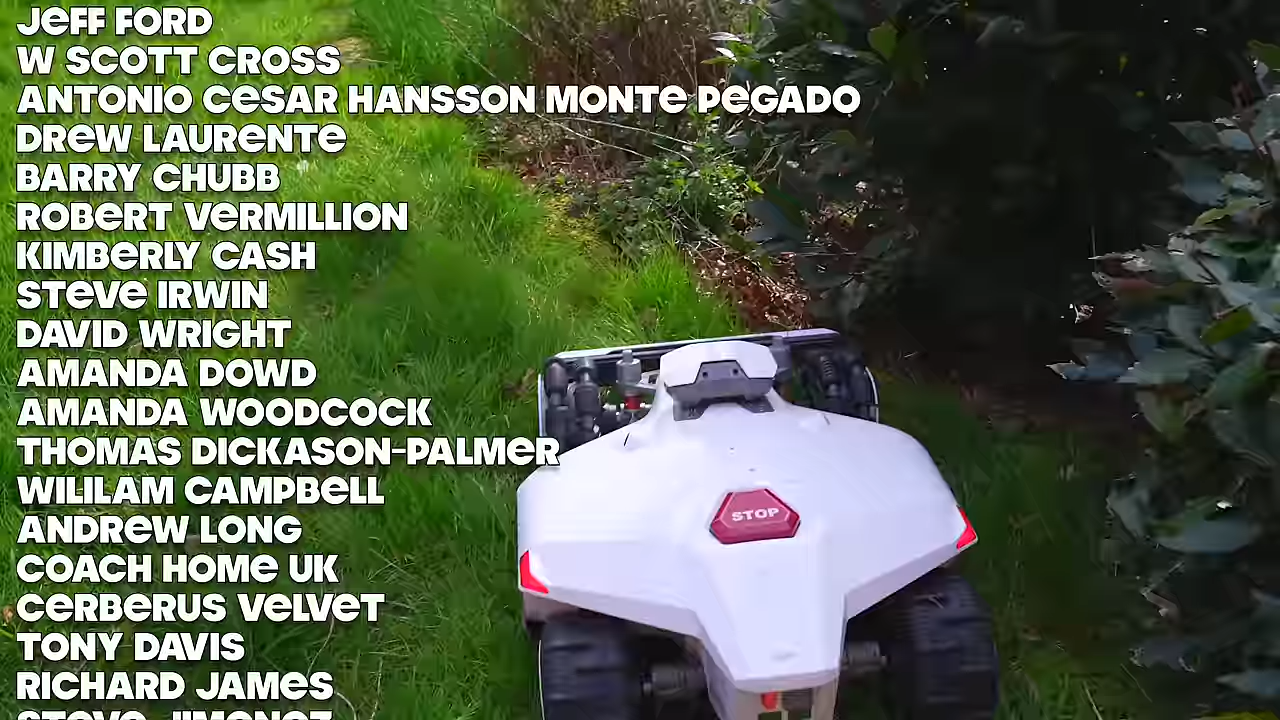 JEFF FORD
W SCOTT CROSS
ANTONIO CESAR HANSSON MONTE PEGADO
DREW LAURENTE
BARRY CHUBB
ROBERT VERMILLION
KIMBERLY CASH
STEVE IRWIN
DAVID WRIGHT
AMANDA DOWD
AMANDA WOODCOCK
THOMAS DICKASON-PALMER
WILILAM CAMPBELL
ANDREW LONG
COACH HOME UK
CERBERUS VELVET
TONY DAVIS
RICHARD JAMES
STEVE JIMENEZ
STOP